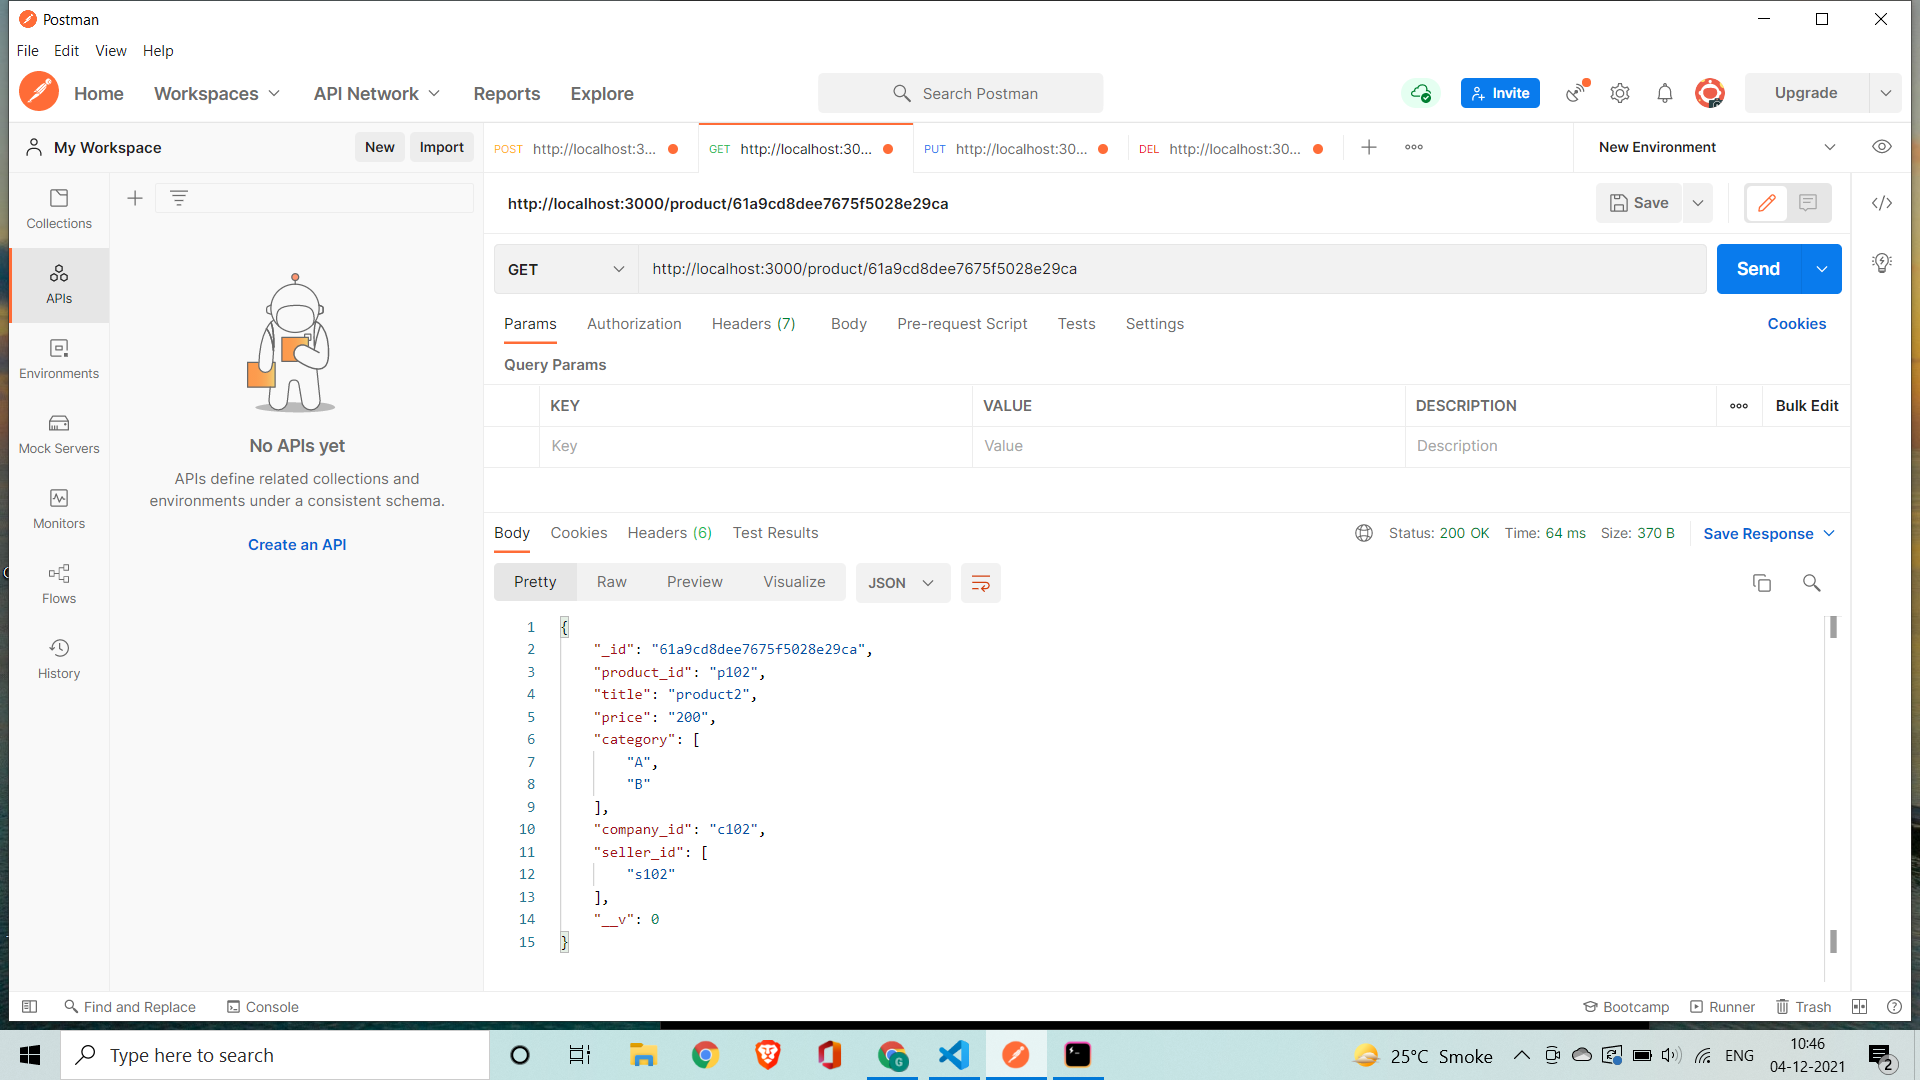 Postman
File Edit View Help
Home Workspaces API Network Reports Explore Search Postman Invite Upgrade
My Workspace New Import
POST http://localhost:3... GET http://localhost:30... PUT http://localhost:30... DEL http://localhost:30... New Environment
Collections
APIs
Environments
Mock Servers
Monitors
Flows
History
No APIs yet
APIs define related collections and
environments under a consistent schema.
Create an API
http://localhost:3000/product/61a9cd8dee7675f5028e29ca Save
GET http://localhost:3000/product/61a9cd8dee7675f5028e29ca Send
Params Authorization Headers (7) Body Pre-request Script Tests Settings Cookies
Query Params
KEY VALUE DESCRIPTION Bulk Edit
Key Value Description
Body Cookies Headers (6) Test Results Status: 200 OK Time: 64 ms Size: 370 B Save Response
Pretty Raw Preview Visualize JSON
1 {
2 "_id": "61a9cd8dee7675f5028e29ca",
3 "product_id": "p102",
4 "title": "product2",
5 "price": "200",
6 "category": [
7 "A",
8 "B"
9 ],
10 "company_id": "c102",
11 "seller_id": [
12 "s102"
13 ],
14 "__v": 0
15 }
Find and Replace Console Bootcamp Runner Trash
Type here to search
G
25°C Smoke ENG
10:46
04-12-2021
2